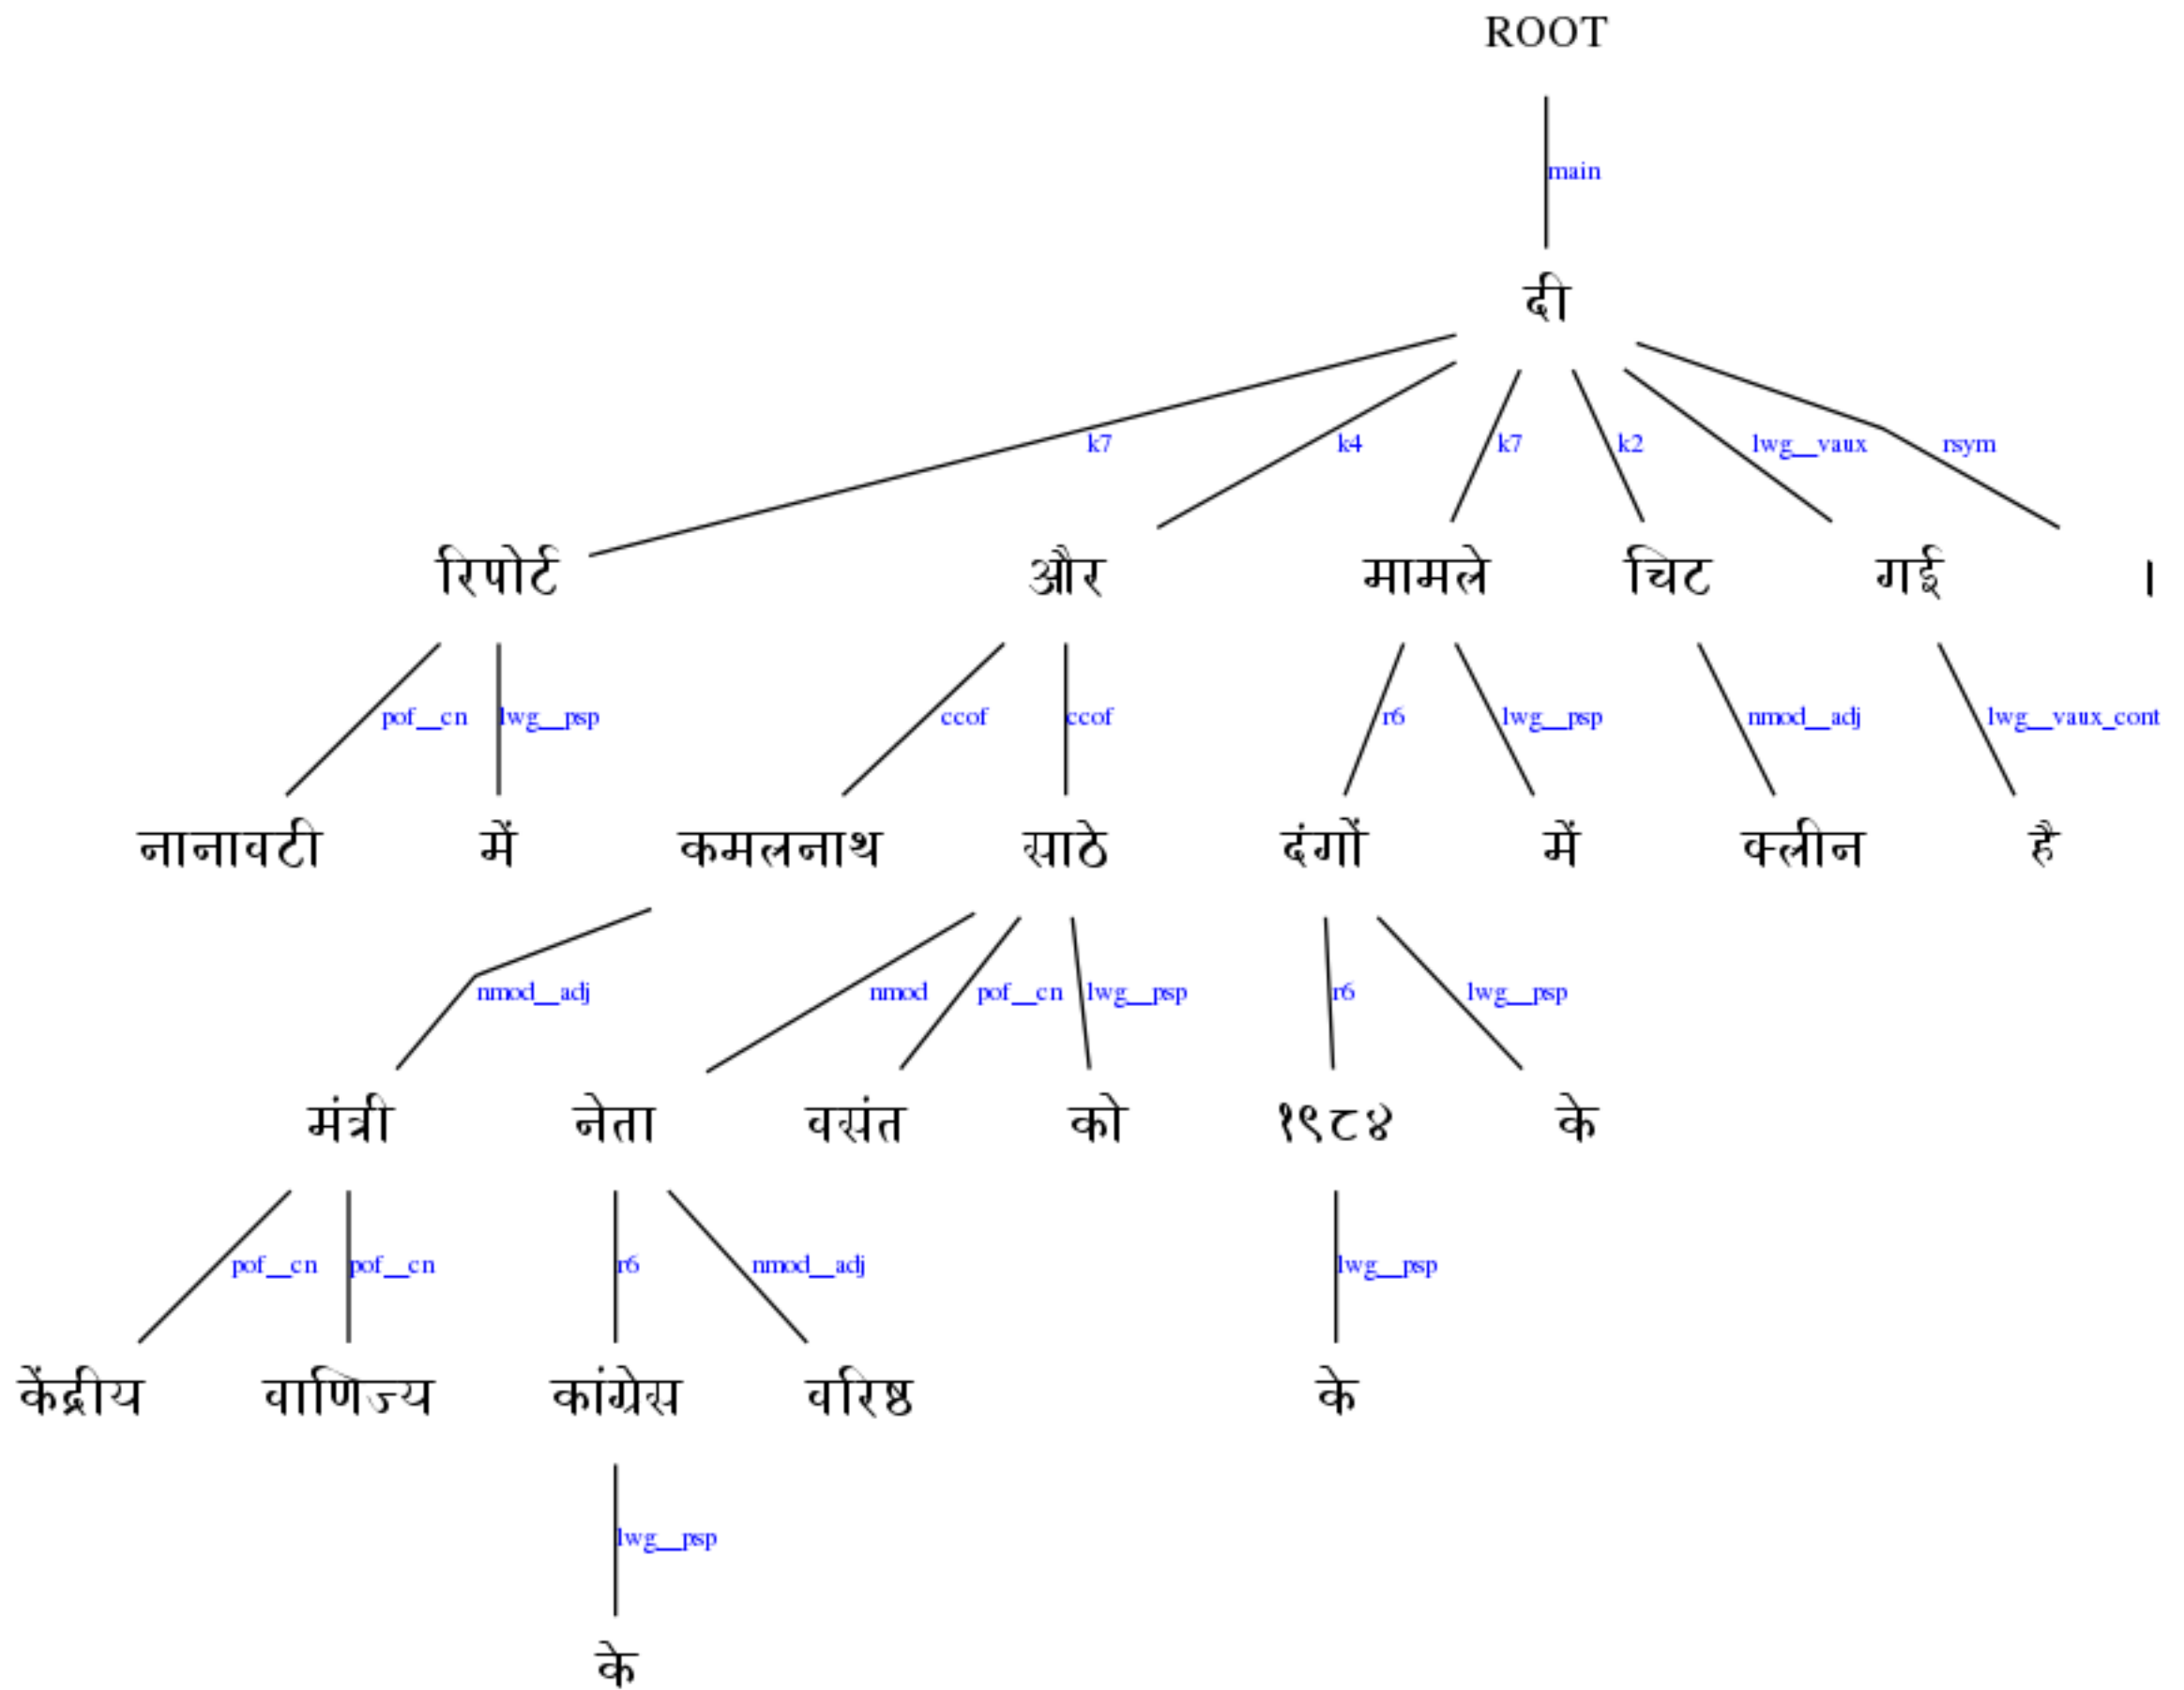 ROOT
main
दी
k7 k4 k7 k2 lwg__vaux rsym
रिपोर्ट और मामले चिट गई ।
pof__cn lwg__psp ccof ccof r6 lwg__psp nmod__adj lwg__vaux_cont
नानावटी में कमलनाथ साठे दंगों में क्लीन है
nmod__adj nmod pof__cn lwg__psp r6 lwg__psp
मंत्री नेता वसंत को १९८४ के
pof__cn pof__cn r6 nmod__adj lwg__psp
केंद्रीय वाणिज्य कांग्रेस वरिष्ठ के
lwg__psp
के